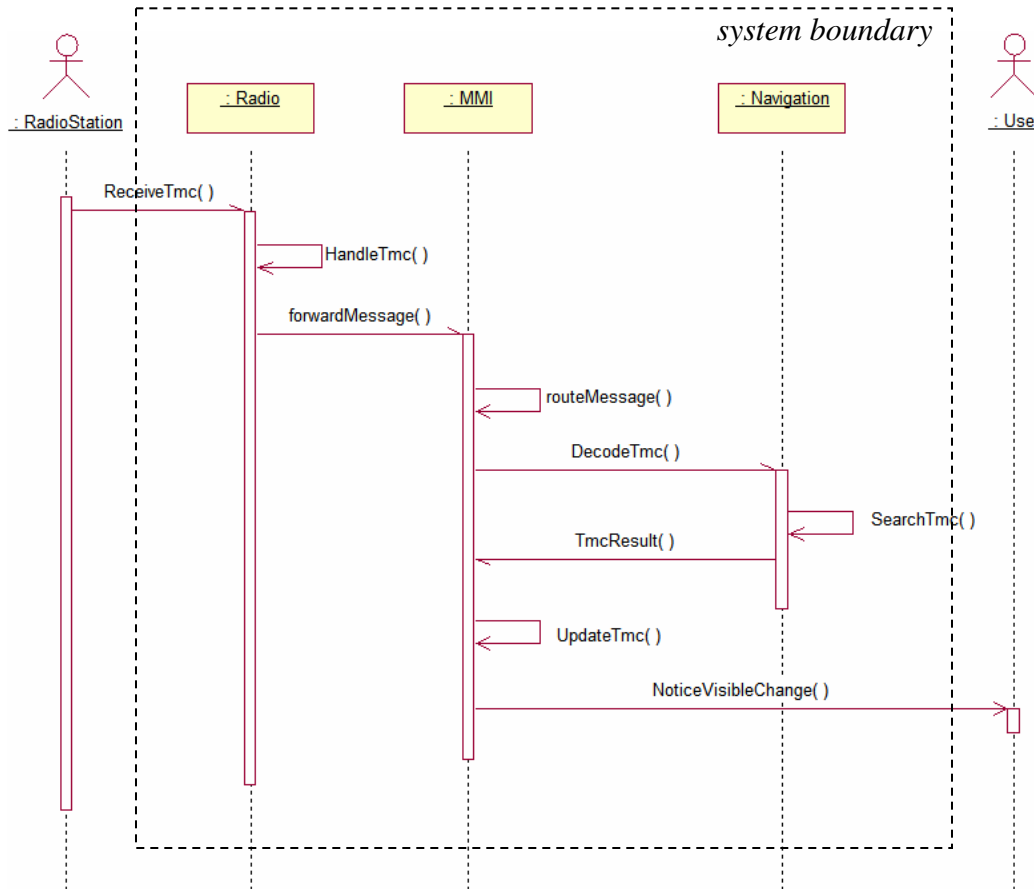 system boundary
: Radio
: MMI
: Navigation
: RadioStation
: Use
ReceiveTmc( )
HandleTmc( )
forwardMessage( )
routeMessage( )
DecodeTmc( )
SearchTmc( )
TmcResult( )
UpdateTmc( )
NoticeVisibleChange( )